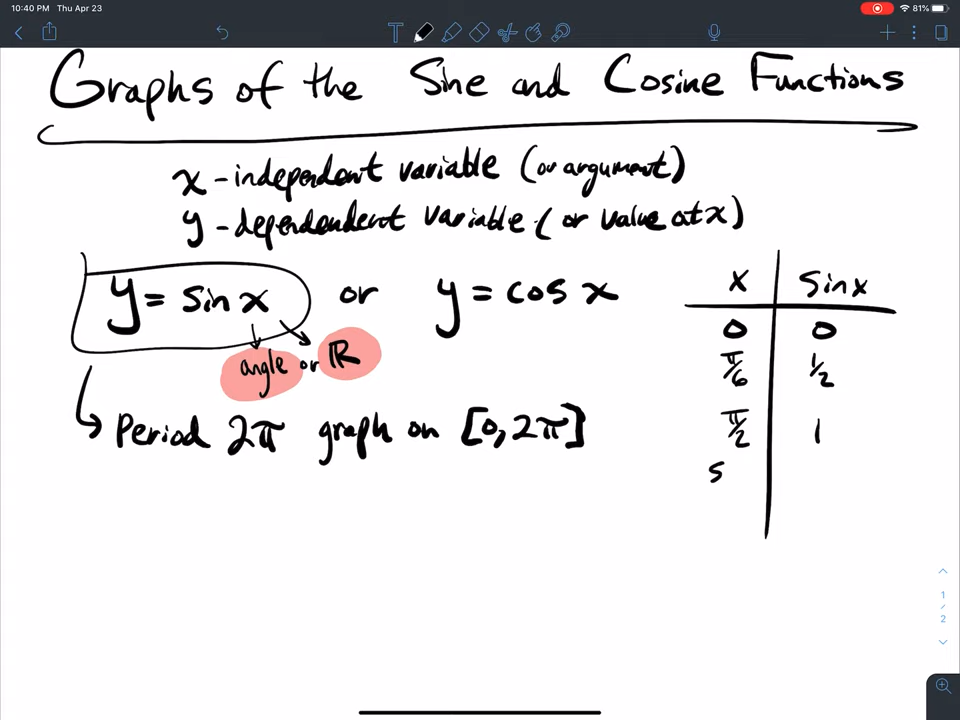 10:40 PM Thu Apr 23
81%
T
Graphs of the Sine and Cosine Functions
x - independent variable (or argument)
y - dependendent variable (or value at x)
y = sin x or y = cos x
angle or ℝ
Period 2π graph on [0, 2π]
x sin x
0 0
π/6 1/2
π/2 1
5
1
/
2